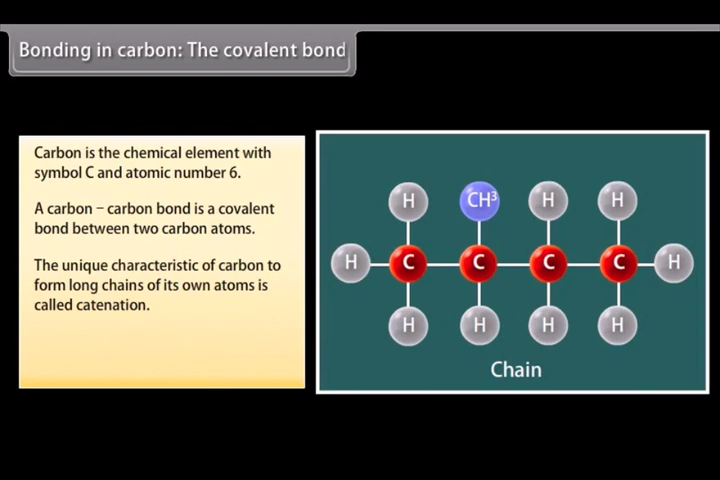 Bonding in carbon: The covalent bond
Carbon is the chemical element with
symbol C and atomic number 6.
A carbon – carbon bond is a covalent
bond between two carbon atoms.
The unique characteristic of carbon to
form long chains of its own atoms is
called catenation.
H CH³ H H
H C C C C H
H H H H
Chain